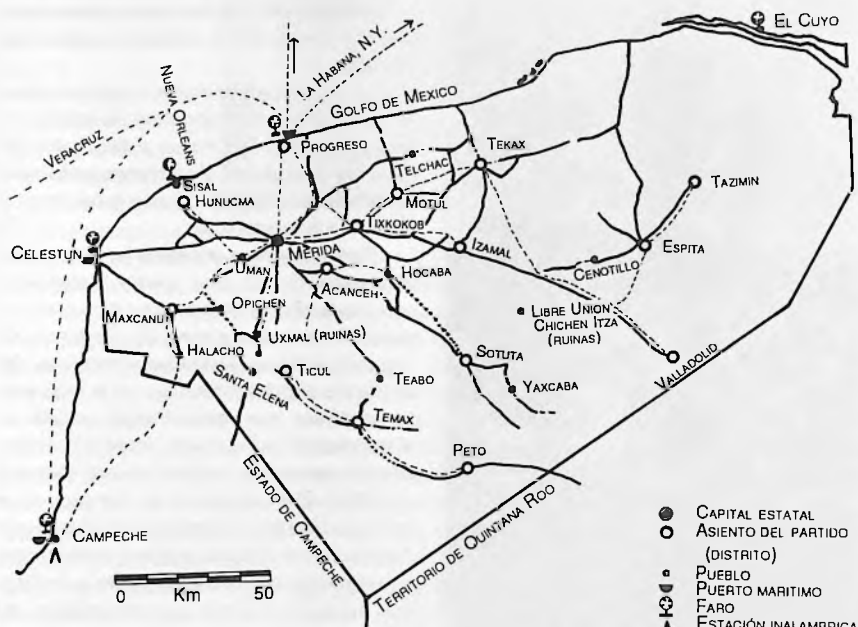 EL CUYO
LA HABANA, N.Y.
NUEVA ORLEANS
GOLFO DE MEXICO
VERACRUZ
PROGRESO
TELCHAC
TEKAX
SISAL
HUNUCMA
MOTUL
TAZIMIN
TIXKOKOB
CELESTUN
MERIDA
IZAMAL
ESPITA
UMAN
HOCABA
CENOTILLO
ACANCEH
OPICHEN
MAXCANU
LIBRE UNION
CHICHEN ITZA
(RUINAS)
UXMAL (RUINAS)
HALACHO
SOTUTA
VALLADOLID
SANTA ELENA
TICUL
TEABO
YAXCABA
TEMAX
PETO
ESTADO DE CAMPECHE
TERRITORIO DE QUINTANA ROO
CAMPECHE
0 Km 50
CAPITAL ESTATAL
ASIENTO DEL PARTIDO
(DISTRITO)
PUEBLO
PUERTO MARITIMO
FARO
ESTACIÓN INALAMBRICA